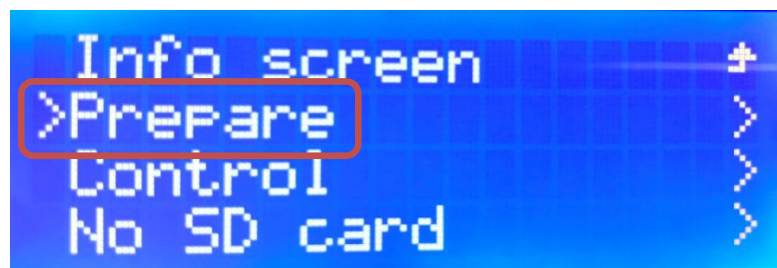 Info screen
>Prepare >
Control >
No SD card >